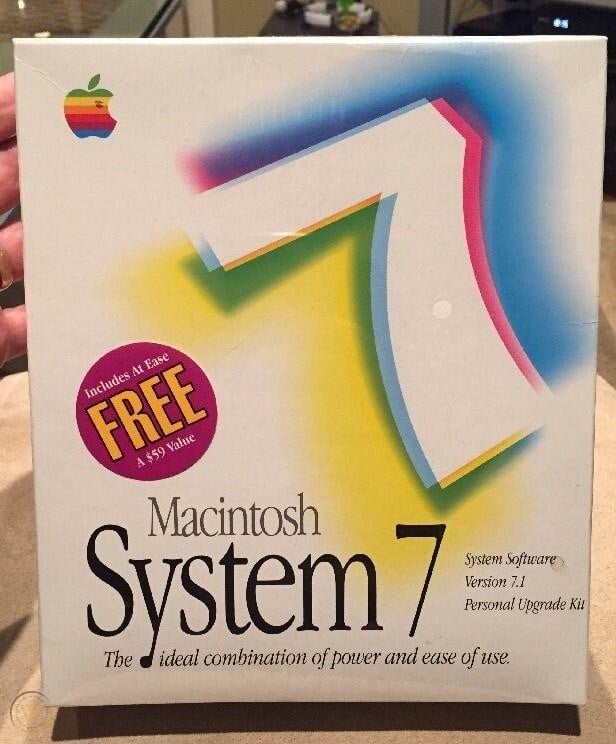 Includes At Ease
FREE
A $59 Value
Macintosh
System 7
System Software
Version 7.1
Personal Upgrade Kit
The ideal combination of power and ease of use.